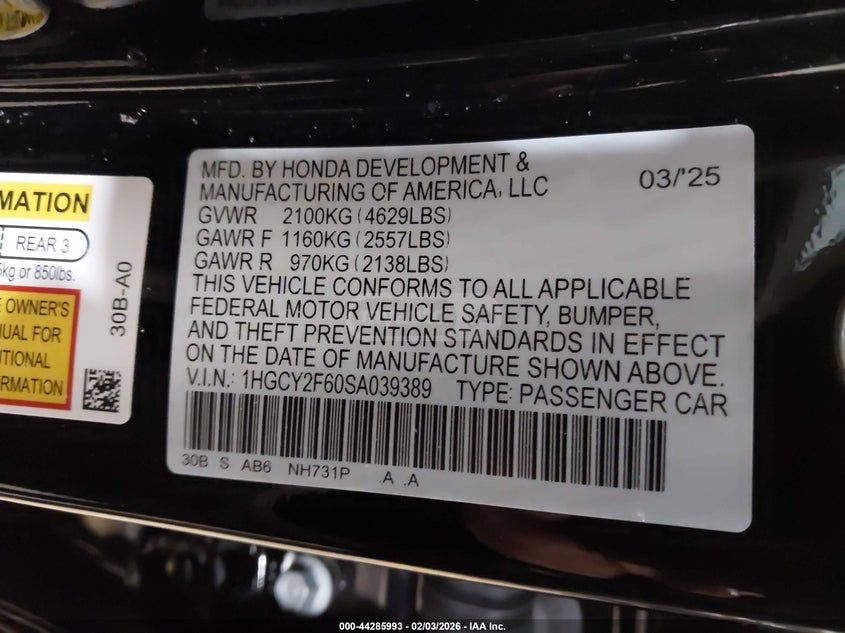 MATION
REAR 3
kg or 850lbs.
OWNER'S
UAL FOR
TIONAL
RMATION
30B-A0
MFD. BY HONDA DEVELOPMENT &
MANUFACTURING OF AMERICA, LLC
03/'25
GVWR 2100KG (4629LBS)
GAWR F 1160KG (2557LBS)
GAWR R 970KG (2138LBS)
THIS VEHICLE CONFORMS TO ALL APPLICABLE
FEDERAL MOTOR VEHICLE SAFETY, BUMPER,
AND THEFT PREVENTION STANDARDS IN EFFECT
ON THE DATE OF MANUFACTURE SHOWN ABOVE.
V.I.N.: 1HGCY2F60SA039389 TYPE: PASSENGER CAR
30B S AB6 NH731P .A .A
000-44285993 - 02/03/2026 - IAA Inc.